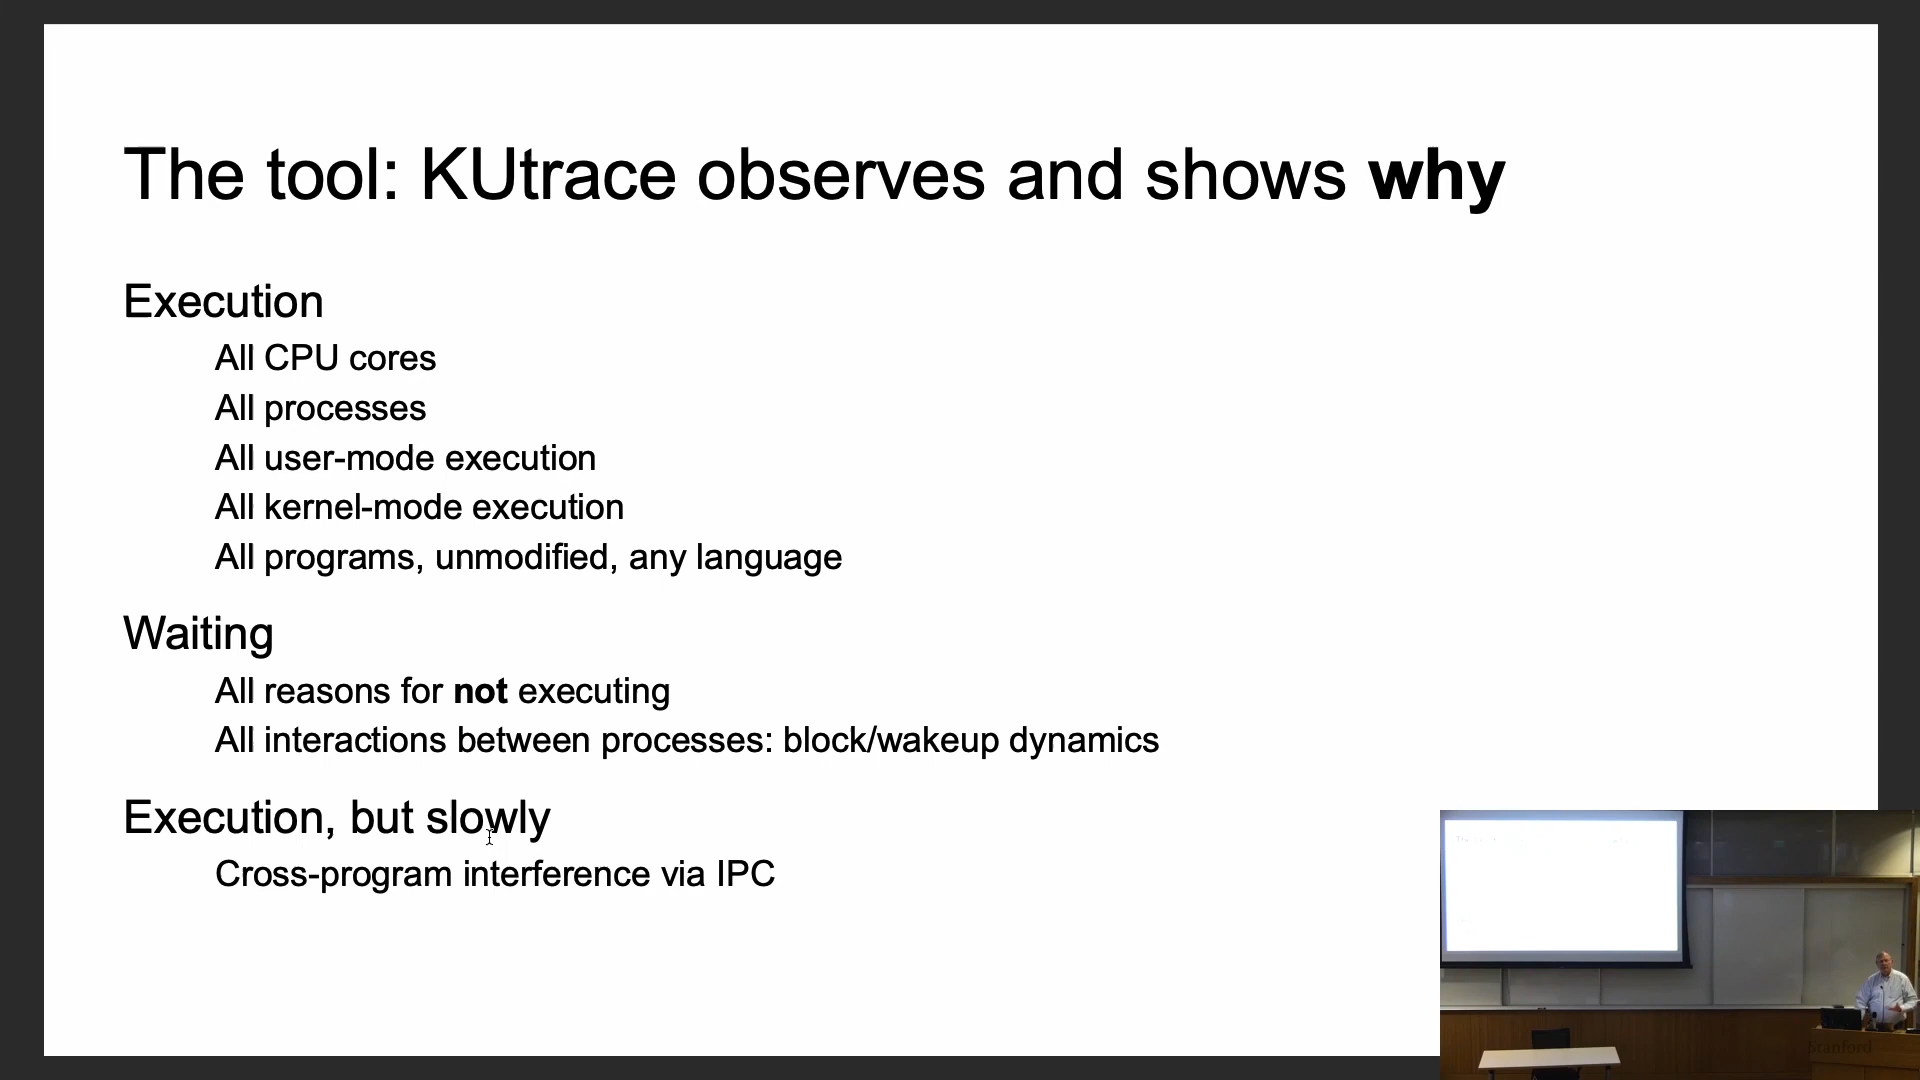 The tool: KUtrace observes and shows why
Execution
All CPU cores
All processes
All user-mode execution
All kernel-mode execution
All programs, unmodified, any language
Waiting
All reasons for not executing
All interactions between processes: block/wakeup dynamics
Execution, but slowly
Cross-program interference via IPC
Stanford